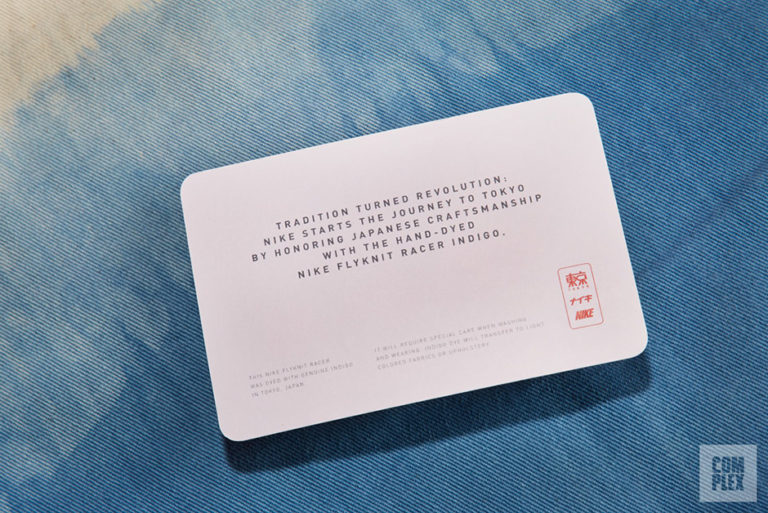 TRADITION TURNED REVOLUTION:
NIKE STARTS THE JOURNEY TO TOKYO
BY HONORING JAPANESE CRAFTSMANSHIP
WITH THE HAND-DYED
NIKE FLYKNIT RACER INDIGO.
東京
TOKYO
ナイキ
NIKE
THIS NIKE FLYKNIT RACER
WAS DYED WITH GENUINE INDIGO
IN TOKYO, JAPAN.
IT WILL REQUIRE SPECIAL CARE WHEN WASHING
AND WEARING. INDIGO DYE WILL TRANSFER TO LIGHT
COLORED FABRICS OR UPHOLSTERY.
COM
PLEX